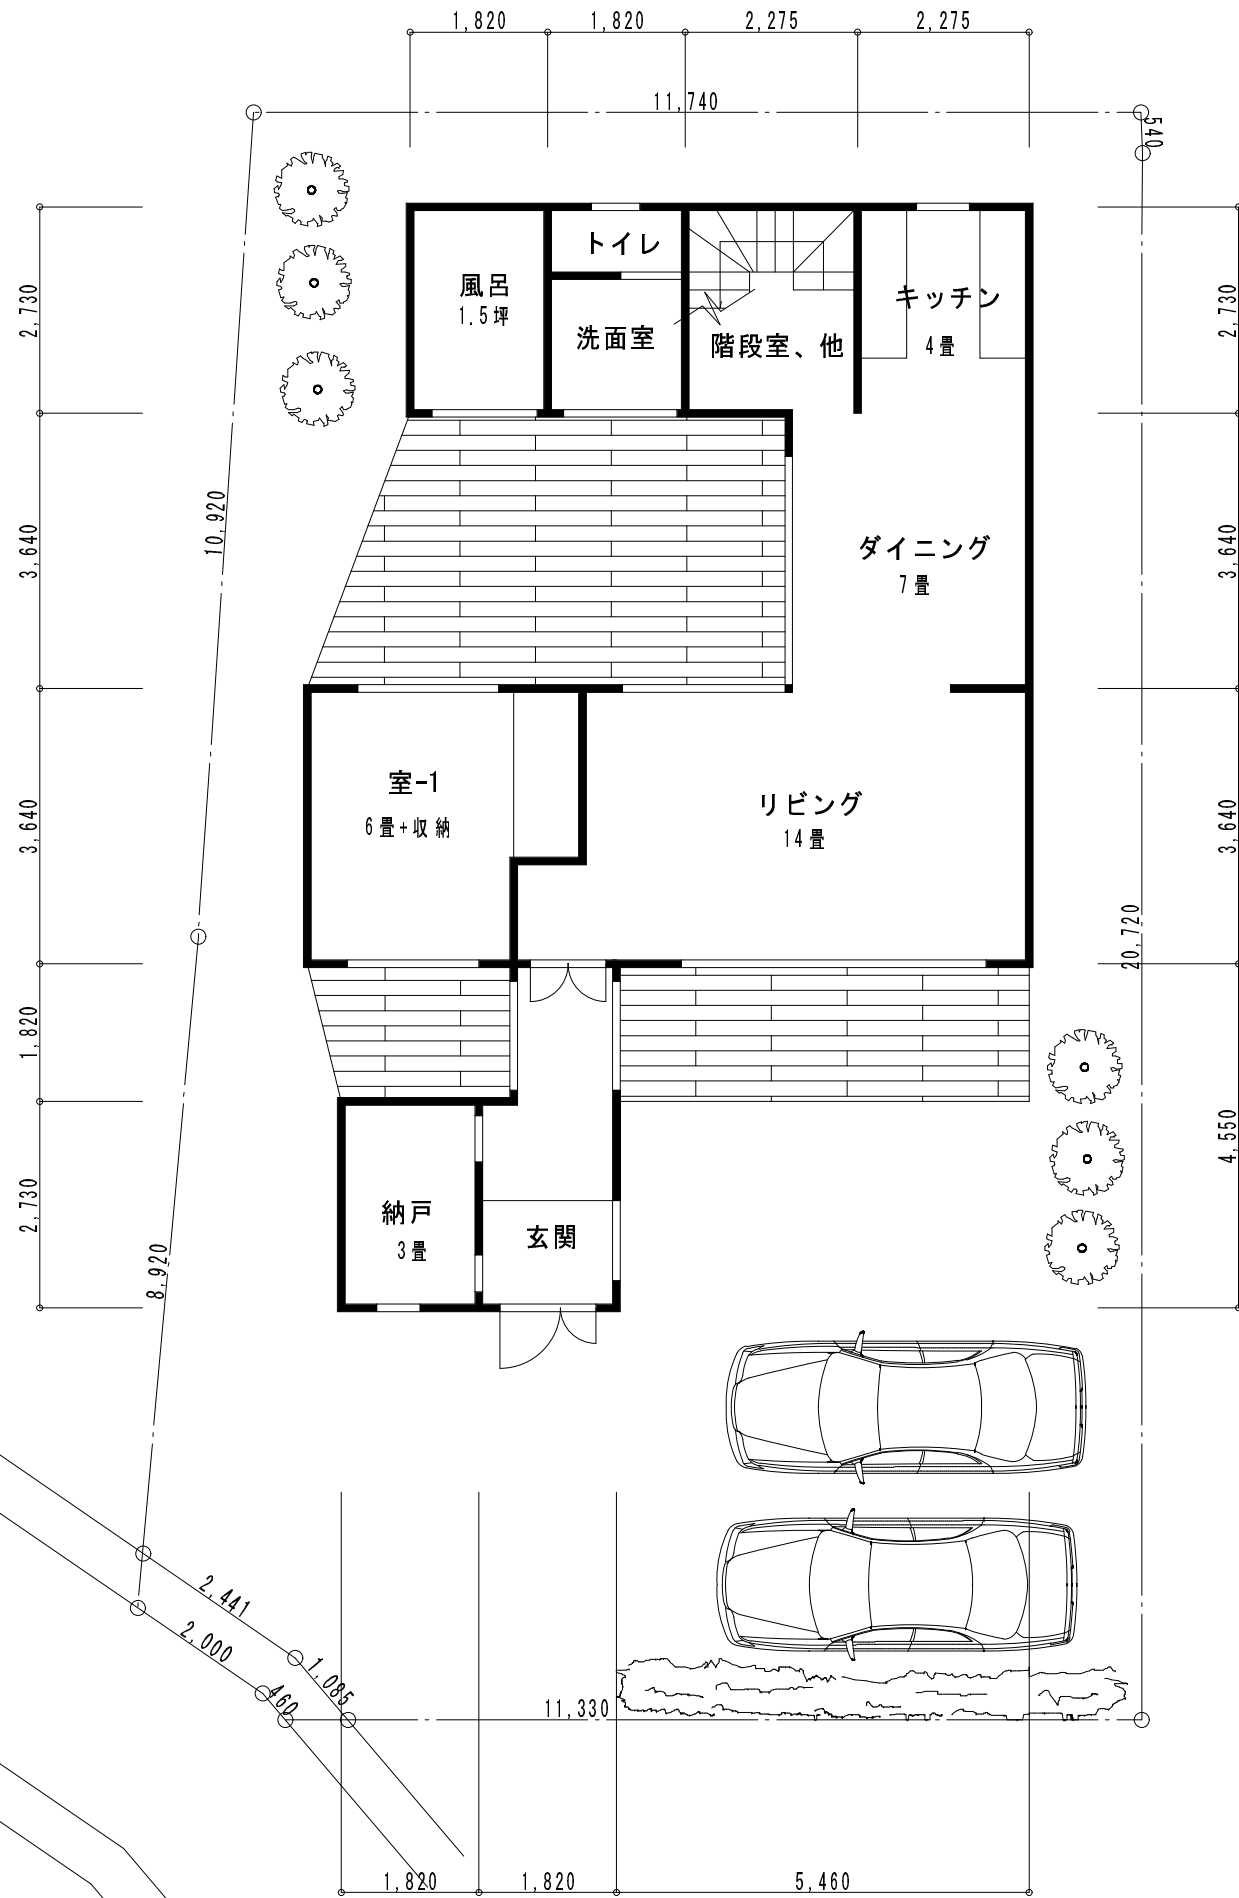 1,820
1,820
2,275
2,275
11,740
540
トイレ
風呂
1.5坪
洗面室
階段室、他
キッチン
4畳
2,730
2,730
10,920
3,640
3,640
ダイニング
7畳
室-1
6畳+収納
リビング
14畳
3,640
3,640
20,720
1,820
4,550
2,730
納戸
3畳
玄関
8,920
2,441
2,000
1,085
460
11,330
1,820
1,820
5,460